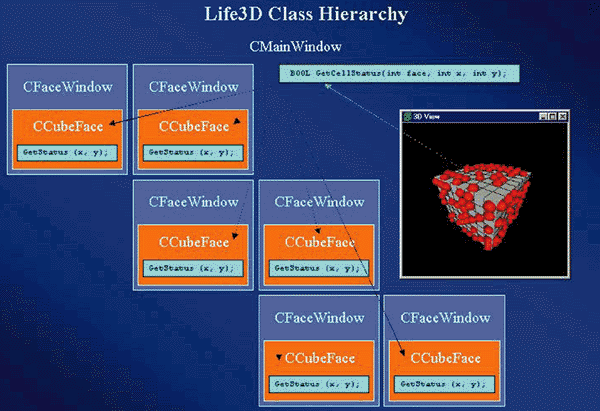 Life3D Class Hierarchy
CMainWindow
BOOL GetCellStatus(int face, int x, int y);
CFaceWindow
CCubeFace
GetStatus (x, y);
CFaceWindow
CCubeFace
GetStatus (x, y);
3D View
CFaceWindow
CCubeFace
GetStatus (x, y);
CFaceWindow
CCubeFace
GetStatus (x, y);
CFaceWindow
CCubeFace
GetStatus (x, y);
CFaceWindow
CCubeFace
GetStatus (x, y);